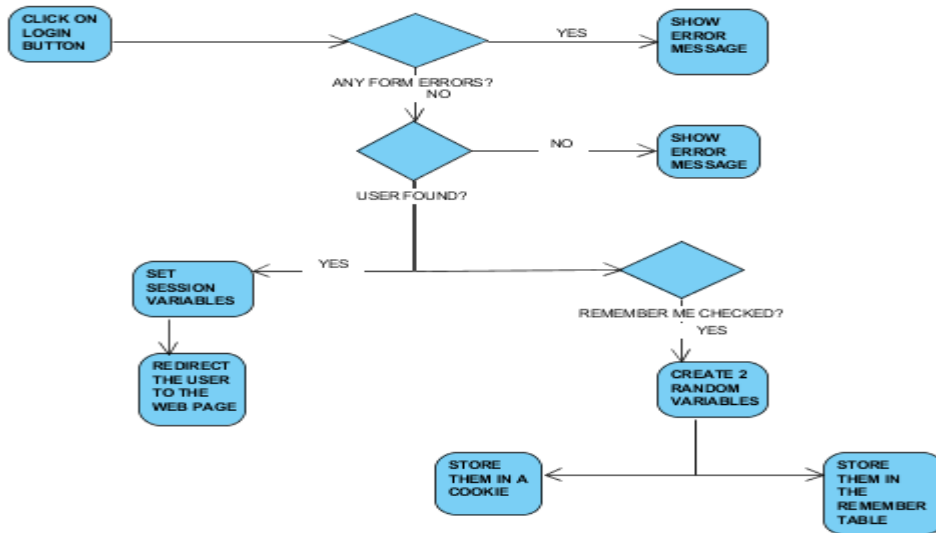 CLICK ON
LOGIN
BUTTON
YES
SHOW
ERROR
MESSAGE
ANY FORM ERRORS?
NO
NO
SHOW
ERROR
MESSAGE
USER FOUND?
YES
SET
SESSION
VARIABLES
REMEMBER ME CHECKED?
YES
REDIRECT
THE USER
TO THE
WEB PAGE
CREATE 2
RANDOM
VARIABLES
STORE
THEM IN A
COOKIE
STORE
THEM IN
THE
REMEMBER
TABLE